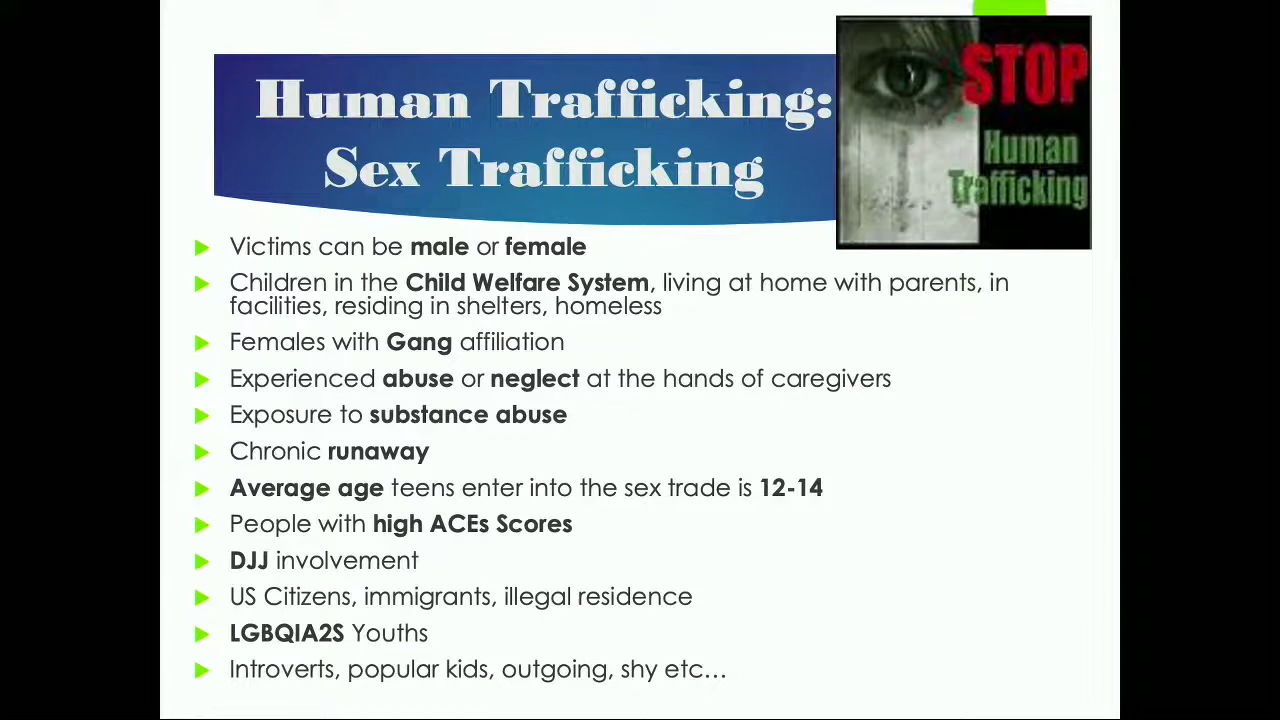 Human Trafficking:
Sex Trafficking
STOP
Human
Trafficking
Victims can be male or female
Children in the Child Welfare System, living at home with parents, in
facilities, residing in shelters, homeless
Females with Gang affiliation
Experienced abuse or neglect at the hands of caregivers
Exposure to substance abuse
Chronic runaway
Average age teens enter into the sex trade is 12-14
People with high ACEs Scores
DJJ involvement
US Citizens, immigrants, illegal residence
LGBQIA2S Youths
Introverts, popular kids, outgoing, shy etc…